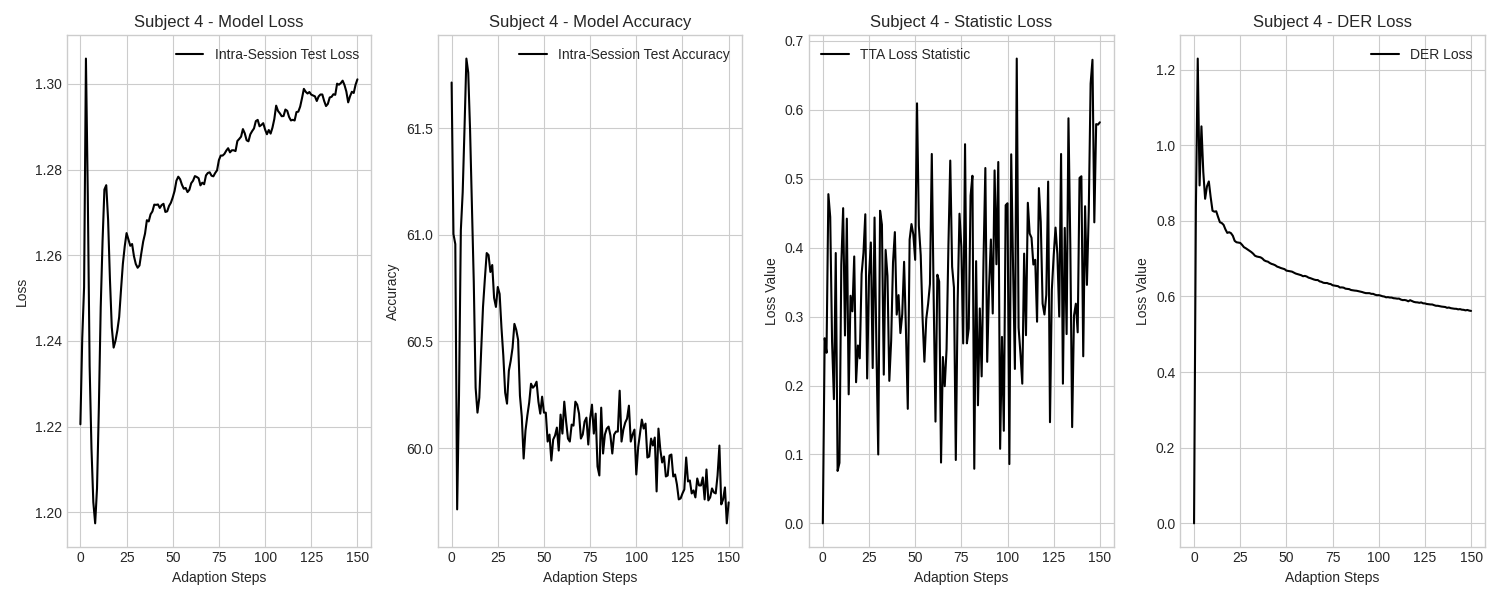 Subject 4 - Model Loss
Intra-Session Test Loss
1.30
1.28
1.26
1.24
1.22
1.20
Loss
0 25 50 75 100 125 150
Adaption Steps
Subject 4 - Model Accuracy
Intra-Session Test Accuracy
61.5
61.0
60.5
60.0
Accuracy
0 25 50 75 100 125 150
Adaption Steps
Subject 4 - Statistic Loss
TTA Loss Statistic
0.7
0.6
0.5
0.4
0.3
0.2
0.1
0.0
Loss Value
0 25 50 75 100 125 150
Adaption Steps
Subject 4 - DER Loss
DER Loss
1.2
1.0
0.8
0.6
0.4
0.2
0.0
Loss Value
0 25 50 75 100 125 150
Adaption Steps